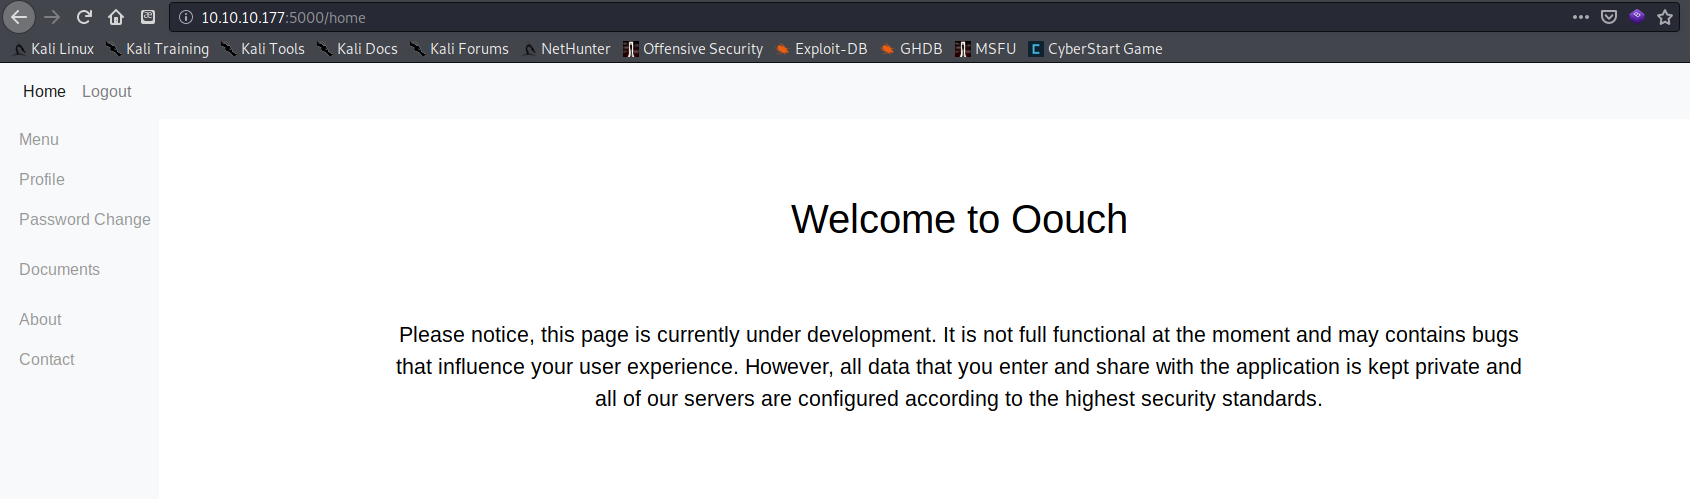 10.10.10.177:5000/home
Kali Linux Kali Training Kali Tools Kali Docs Kali Forums NetHunter Offensive Security Exploit-DB GHDB MSFU CyberStart Game
Home Logout
Menu
Profile
Password Change
Documents
About
Contact
Welcome to Oouch
Please notice, this page is currently under development. It is not full functional at the moment and may contains bugs
that influence your user experience. However, all data that you enter and share with the application is kept private and
all of our servers are configured according to the highest security standards.